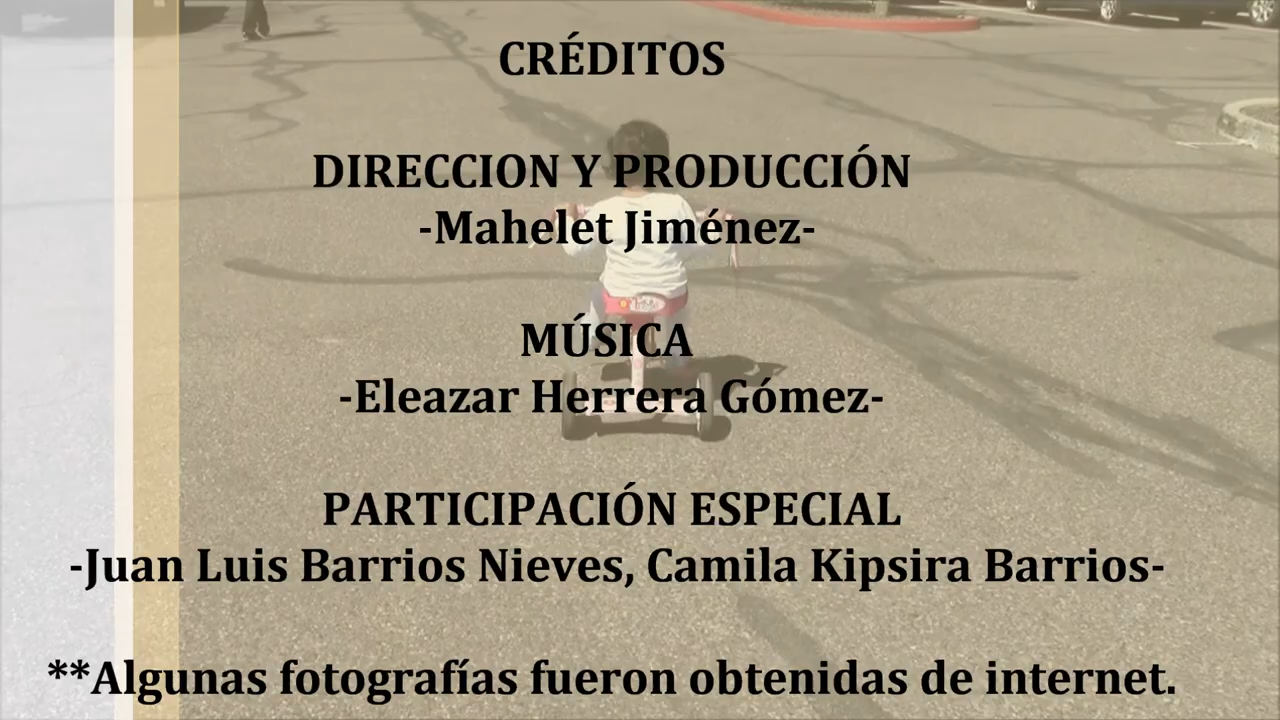 CRÉDITOS
DIRECCION Y PRODUCCIÓN
-Mahelet Jiménez-
MÚSICA
-Eleazar Herrera Gómez-
PARTICIPACIÓN ESPECIAL
-Juan Luis Barrios Nieves, Camila Kipsira Barrios-
**Algunas fotografías fueron obtenidas de internet.